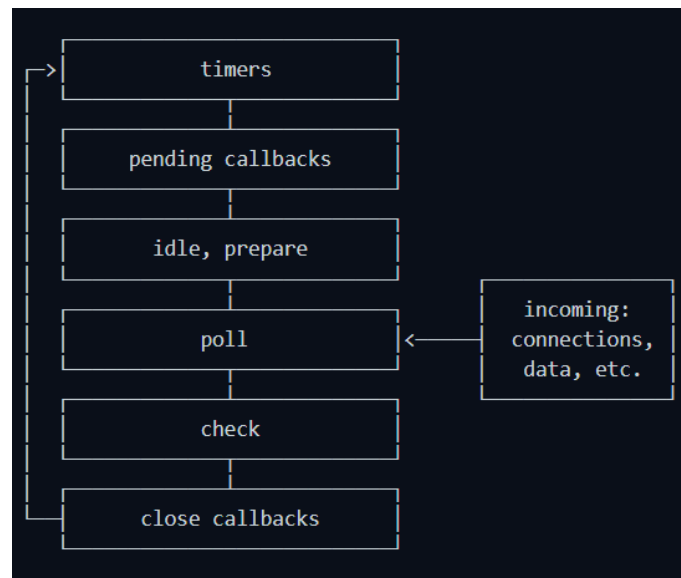 timers
pending callbacks
idle, prepare
incoming:
poll
connections,
data, etc.
check
close callbacks